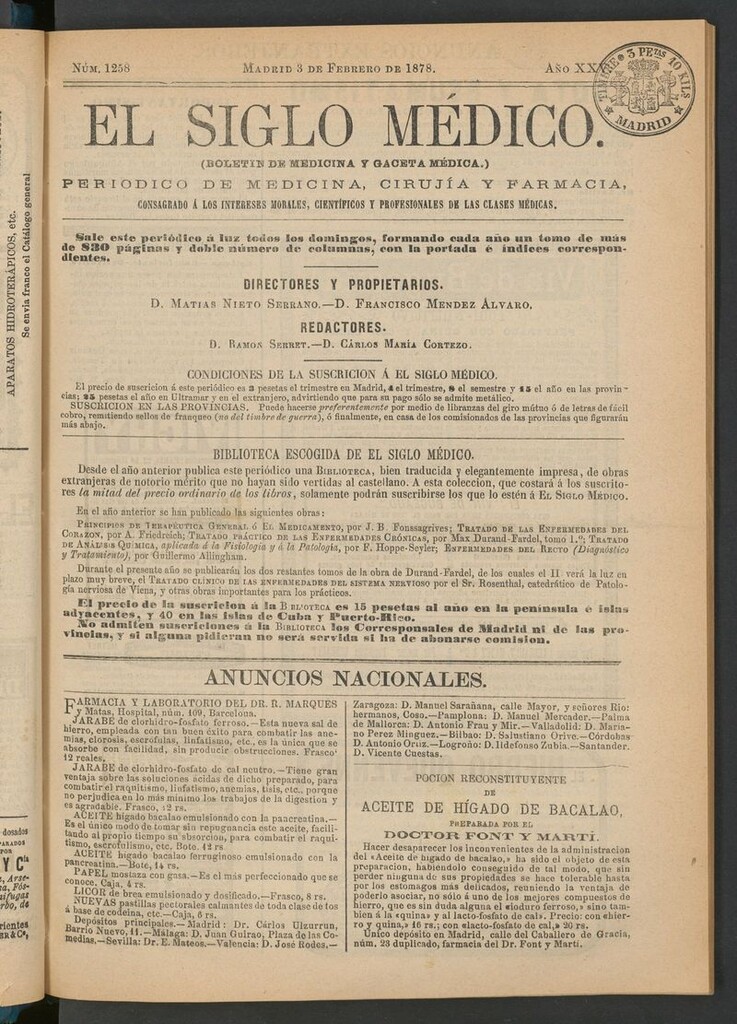 APARATOS HIDROTERÁPICOS, etc.
Se envia franco el Catálogo general
dosados
PARADOS
POR
Y Cª
NÚM. 1258
MADRID 3 DE FEBRERO DE 1878.
AÑO XX
TIMBRE 3 PETAS 10 KILS
MADRID
EL SIGLO MÉDICO.
(BOLETIN DE MEDICINA Y GACETA MÉDICA.)
PERIODICO DE MEDICINA, CIRUJÍA Y FARMACIA,
CONSAGRADO Á LOS INTERESES MORALES, CIENTÍFICOS Y PROFESIONALES DE LAS CLASES MÉDICAS.
Sale este periódico á luz todos los domingos, formando cada año un tomo de más
de 830 páginas y doble número de columnas, con la portada é índices correspon-
dientes.
DIRECTORES Y PROPIETARIOS.
D. MATIAS NIETO SERRANO.—D. FRANCISCO MENDEZ ÁLVARO.
REDACTORES.
D. RAMON SERRET.—D. CÁRLOS MARÍA CORTEZO.
CONDICIONES DE LA SUSCRICION Á EL SIGLO MÉDICO.
El precio de suscricion á este periódico es 3 pesetas el trimestre en Madrid, 4 el trimestre, 8 el semestre y 15 el año en las provin-
cias; 25 pesetas el año en Ultramar y en el extranjero, advirtiendo que para su pago sólo se admite metálico.
SUSCRICION EN LAS PROVINCIAS. Puede hacerse preferentemente por medio de libranzas del giro mútuo ó de letras de fácil
cobro, remitiendo sellos de franqueo (no del timbre de guerra), ó finalmente, en casa de los comisionados de las provincias que figurarán
más abajo.
BIBLIOTECA ESCOGIDA DE EL SIGLO MÉDICO.
Desde el año anterior publica este periódico una BIBLIOTECA, bien traducida y elegantemente impresa, de obras
extranjeras de notorio mérito que no hayan sido vertidas al castellano. A esta coleccion, que costará á los suscrito-
res la mitad del precio ordinario de los libros, solamente podrán suscribirse los que lo estén á EL SIGLO MÉDICO.
En el año anterior se han publicado las siguientes obras:
PRINCIPIOS DE TERAPÉUTICA GENERAL Ó EL MEDICAMENTO, por J. B. Fonssagrives; TRATADO DE LAS ENFERMEDADES DEL
CORAZON, por A. Friedreich; TRATADO PRÁCTICO DE LAS ENFERMEDADES CRÓNICAS, por Max Durand-Fardel, tomo 1.º; TRATADO
DE ANÁLISIS QUÍMICA, aplicada á la Fisiología y á la Patología, por F. Hoppe-Seyler; ENFERMEDADES DEL RECTO (Diagnóstico
y Tratamiento), por Guillermo Allingham.
Durante el presente año se publicarán los dos restantes tomos de la obra de Durand-Fardel, de los cuales el II verá la luz en
plazo muy breve, el TRATADO CLÍNICO DE LAS ENFERMEDADES DEL SISTEMA NERVIOSO por el Sr. Rosenthal, catedrático de Pato-
logía nerviosa de Viena, y otras obras importantes para los prácticos.
El precio de la suscricion á la BIBLIOTECA es 15 pesetas al año en la península é islas
adyacentes, y 40 en las islas de Cuba y Puerto-Rico.
No admiten suscriciones á la BIBLIOTECA los Corresponsales de Madrid ni de las pro-
vincias, y si alguna pidieran no será servida si ha de abonarse comision.
ANUNCIOS NACIONALES.
FARMACIA Y LABORATORIO DEL DR. R. MARQUES
y Matas, Hospital, núm. 109, Barcelona.
JARABE de clorhidro-fosfato ferroso.—Esta nueva sal de
hierro, empleada con tan buen éxito para combatir las ane-
mias, clorosis, escrófulas, linfatismo, etc., es la única que se
absorbe con facilidad, sin producir obstrucciones. Frasco'
12 reales.
JARABE de clorhidro-fosfato de cal neutro.—Tiene gran
ventaja sobre las soluciones ácidas de dicho preparado, para
combatir el raquitismo, linfatismo, anemias, tisis, etc., porque
no perjudica en lo más mínimo los trabajos de la digestion y
es agradable. Frasco, 12 rs.
ACEITE hígado bacalao emulsionado con la pancreatina.—
Es el único modo de tomar sin repugnancia este aceite, facili-
tando al propio tiempo su absorcion, para combatir el raqui-
tismo, escrofulismo, etc. Bote. 12 rs.
ACEITE hígado bacalao ferruginoso emulsionado con la
pancreatina.—Bote, 14 rs.
PAPEL mostaza con gasa.—Es el más perfeccionado que se
conoce. Caja, 4 rs.
LICOR de brea emulsionado y dosificado.—Frasco, 8 rs.
NUEVAS pastillas pectorales calmantes de toda clase de tos
á base de codeina, etc.—Caja, 6 rs.
Depósitos principales.—Madrid: Dr. Cárlos Ulzurrun,
Barrio Nuevo, 11.—Málaga: D. Juan Guirao, Plaza de las Co-
medias.—Sevilla: Dr. E. Mateos.—Valencia: D. José Rodes.—
Zaragoza: D. Manuel Sarañana, calle Mayor, y señores Rio:
hermanos, Coso.—Pamplona: D. Manuel Mercader.—Palma
de Mallorca: D. Antonio Frau y Mir.—Valladolid: D. Maria-
no Perez Minguez.—Bilbao: D. Salustiano Orive.—Córdobas
D. Antonio Ortiz.—Logroño: D. Ildefonso Zubia.—Santander.
D. Vicente Cuestas.
POCION RECONSTITUYENTE
DE
ACEITE DE HÍGADO DE BACALAO,
PREPARADA POR EL
DOCTOR FONT Y MARTÍ.
Hacer desaparecer los inconvenientes de la administracion
del «Aceite de hígado de bacalao,» ha sido el objeto de esta
preparacion, habiéndolo conseguido de tal modo, que sin
perder ninguna de sus propiedades se hace tolerable hasta
por los estómagos más delicados, reuniendo la ventaja de
poderle asociar, no sólo á uno de los mejores compuestos de
hierro, que es sin duda alguna el «ioduro ferroso,» sino tam-
bien á la «quina» y al lacto-fosfato de cal». Precio: con «hier-
ro y quina,» 16 rs.; con «lacto-fosfato de cal,» 20 rs.
Único depósito en Madrid, calle del Caballero de Gracia,
núm. 23 duplicado, farmacia del Dr. Font y Martí.